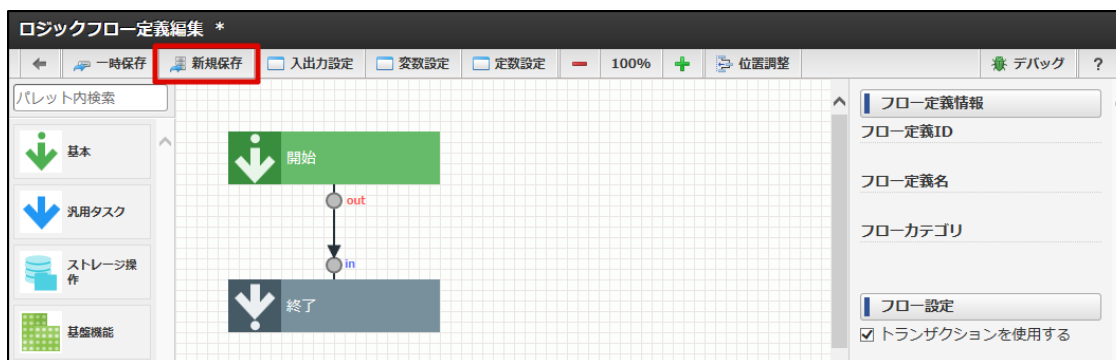 ロジックフロー定義編集 *
一時保存 新規保存 入出力設定 変数設定 定数設定 100% 位置調整 デバッグ ?
パレット内検索
基本
汎用タスク
ストレージ操
作
基盤機能
開始
out
in
終了
フロー定義情報
フロー定義ID
フロー定義名
フローカテゴリ
フロー設定
トランザクションを使用する